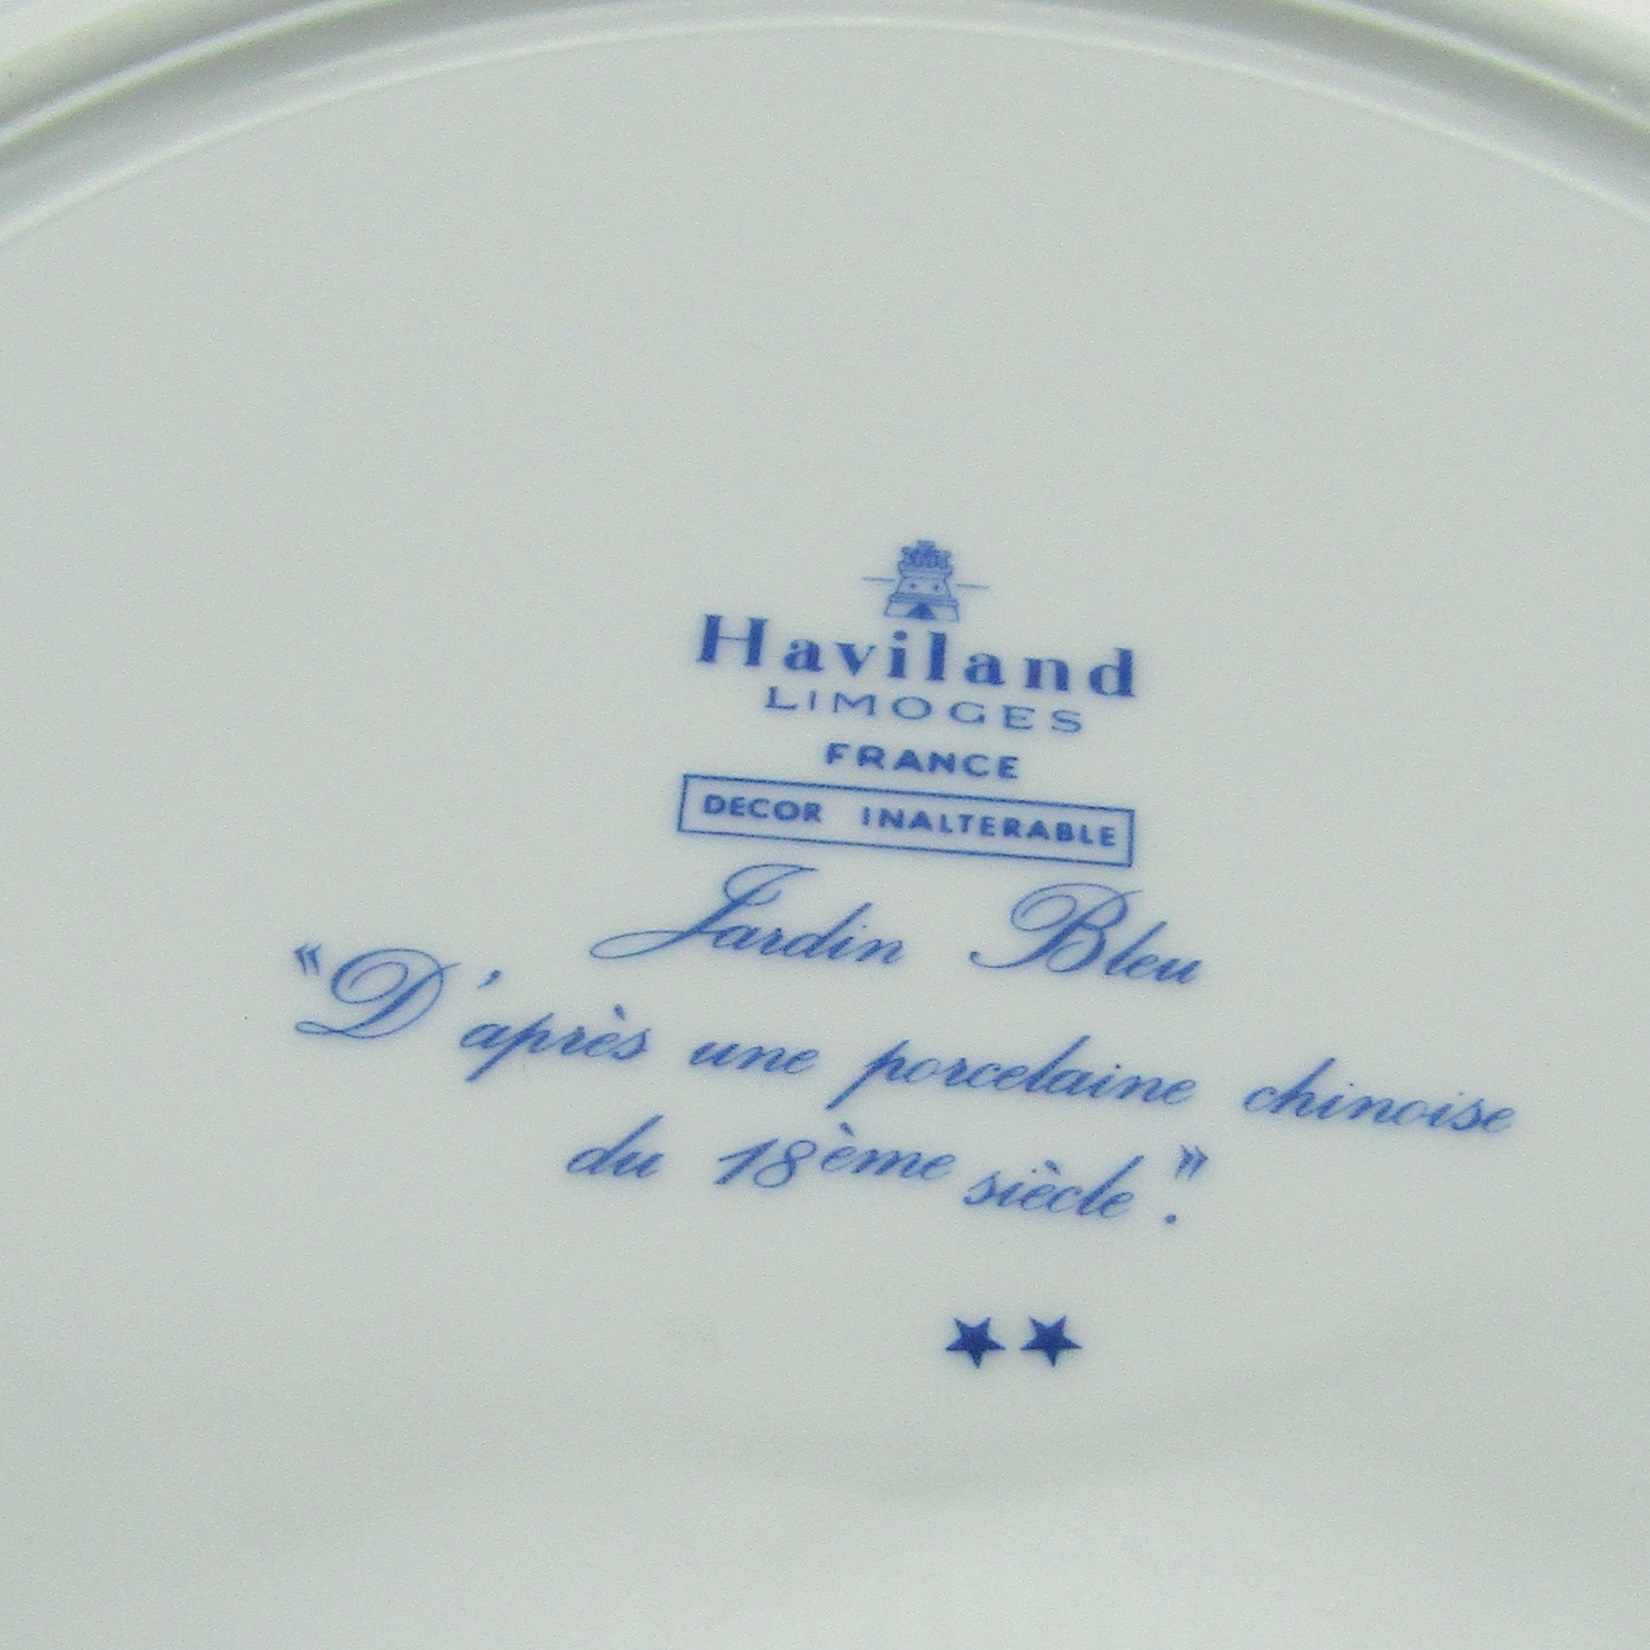 Haviland
LIMOGES
FRANCE
DECOR INALTERABLE
Jardin Bleu
"D'après une porcelaine chinoise
du 18ème siècle."